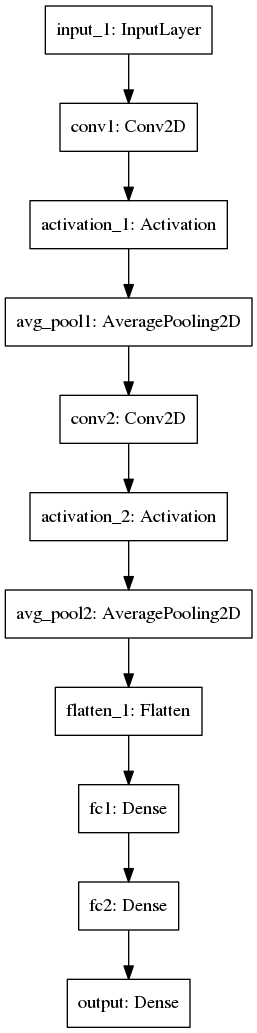 input_1: InputLayer
conv1: Conv2D
activation_1: Activation
avg_pool1: AveragePooling2D
conv2: Conv2D
activation_2: Activation
avg_pool2: AveragePooling2D
flatten_1: Flatten
fc1: Dense
fc2: Dense
output: Dense